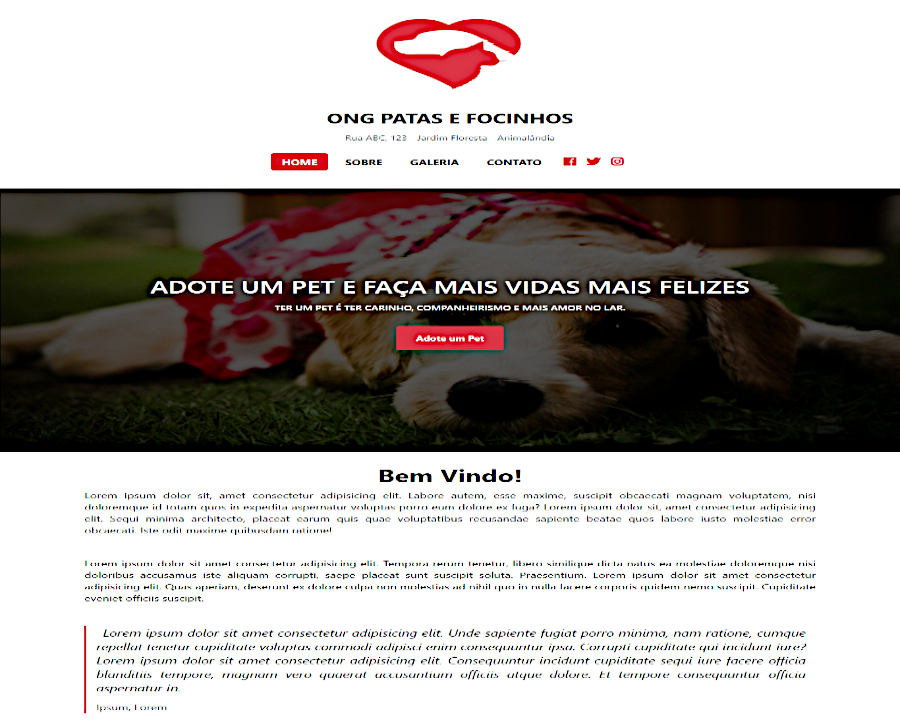 ONG PATAS E FOCINHOS
Rua ABC, 123 - Jardim Floresta - Animalândia
HOME SOBRE GALERIA CONTATO
ADOTE UM PET E FAÇA MAIS VIDAS MAIS FELIZES
TER UM PET É TER CARINHO, COMPANHEIRISMO E MAIS AMOR NO LAR.
Adote um Pet
Bem Vindo!
Lorem ipsum dolor sit, amet consectetur adipisicing elit. Labore autem, esse maxime, suscipit obcaecati magnam voluptatem, nisi
doloremque id totam quos in expedita aspernatur voluptas porro eum dolore ex fuga? Lorem ipsum dolor sit, amet consectetur adipisicing
elit. Sequi minima architecto, placeat earum quis quae voluptatibus recusandae sapiente beatae quos labore iusto molestiae error
obcaecati. Iste odit maxime quibusdam ratione!
Lorem ipsum dolor sit amet consectetur adipisicing elit. Tempora rerum tenetur, libero similique dicta natus ea molestiae doloremque nisi
doloribus accusamus iste aliquam corrupti, saepe placeat sunt suscipit soluta. Praesentium. Lorem ipsum dolor sit amet consectetur
adipisicing elit. Quas aperiam, deserunt ex dolore culpa non molestias ad nihil quo in nulla facere corporis quidem nemo suscipit. Cupiditate
eveniet officiis suscipit.
Lorem ipsum dolor sit amet consectetur adipisicing elit. Unde sapiente fugiat porro minima, nam ratione, cumque
repellat tenetur cupiditate voluptas commodi adipisci enim consequuntur ipsa. Corrupti cupiditate qui incidunt iure?
Lorem ipsum dolor sit amet consectetur adipisicing elit. Consequuntur incidunt cupiditate sequi iure facere officia
blanditiis tempore, magnam vero quaerat accusantium officiis atque dolore. Et tempore consequuntur officia
aspernatur in.
Ipsum, Lorem